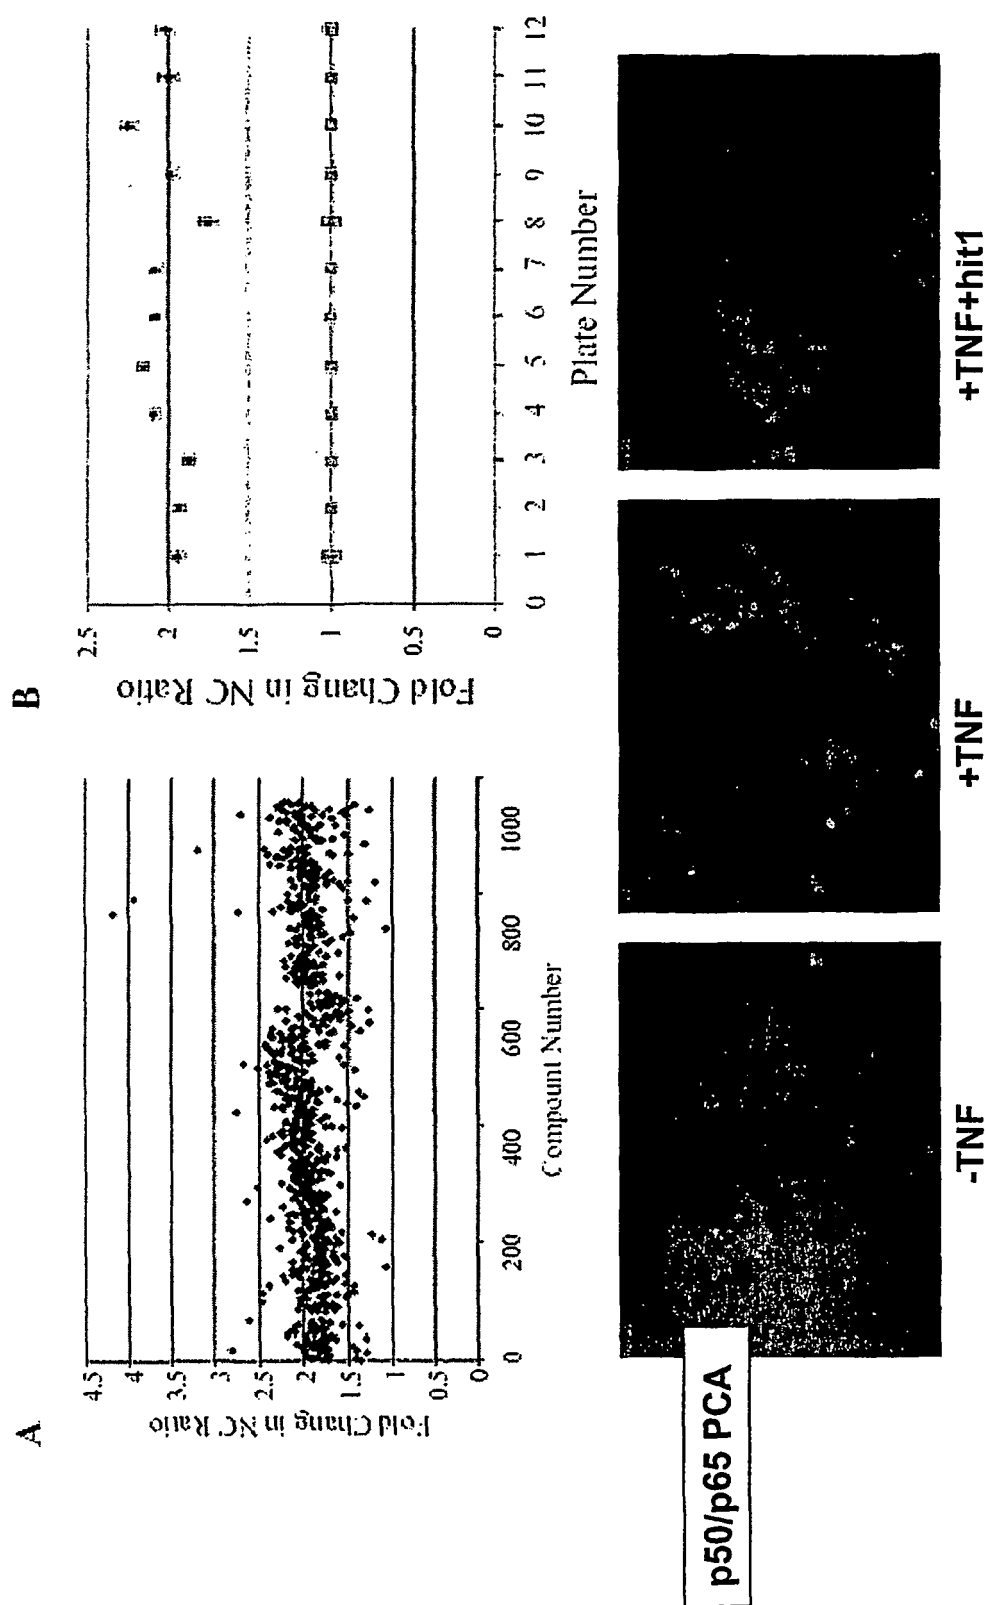 A
Fold Chang in NC Ratio
4.5
4
3.5
3
2.5
2
1.5
1
0.5
0
0 200 400 600 800 1000
Compount Number
B
Fold Chang in NC Ratio
2.5
2
1.5
1
0.5
0
0 1 2 3 4 5 6 7 8 9 10 11 12
Plate Number
p50/p65 PCA
-TNF
+TNF
+TNF+hit1